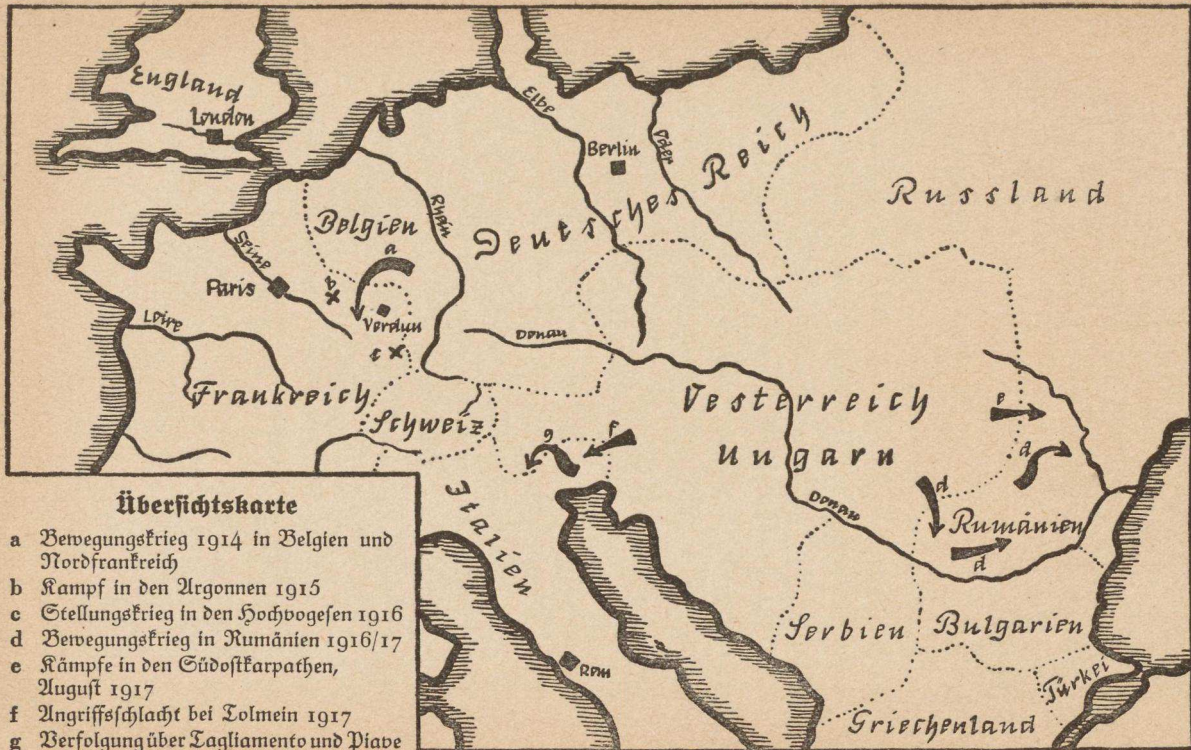 England
London
Elbe
Berlin
Oder
Deutsches Reich
Russland
Rhein
Belgien
a
Seine
b
Paris
Verdun
c
Loire
Donau
Frankreich
Schweiz
Oesterreich
Ungarn
e
d
g
f
d
Donau
Rumänien
d
Italien
Serbien
Bulgarien
Rom
Türkei
Griechenland
Übersichtskarte
a Bewegungskrieg 1914 in Belgien und
Nordfrankreich
b Kampf in den Argonnen 1915
c Stellungskrieg in den Hochvogesen 1916
d Bewegungskrieg in Rumänien 1916/17
e Kämpfe in den Südostkarpathen,
August 1917
f Angriffsschlacht bei Tolmein 1917
g Verfolgung über Tagliamento und Piave